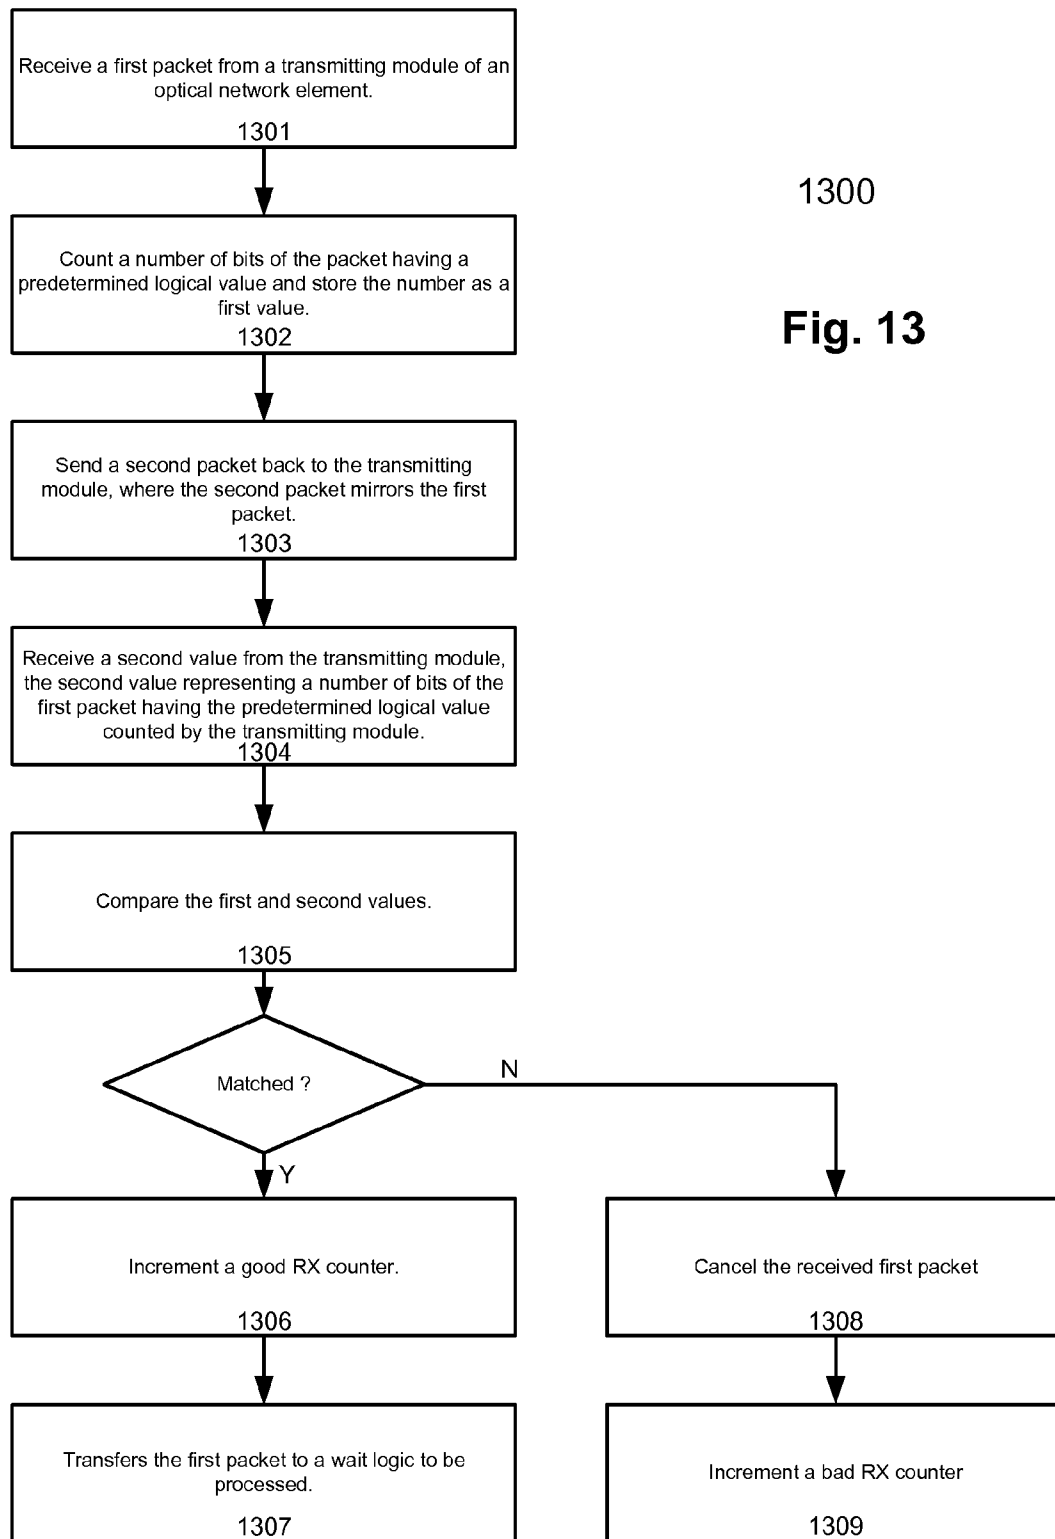 Receive a first packet from a transmitting module of an
optical network element.
1301
1300
Count a number of bits of the packet having a
predetermined logical value and store the number as a
first value.
1302
Fig. 13
Send a second packet back to the transmitting
module, where the second packet mirrors the first
packet.
1303
Receive a second value from the transmitting module,
the second value representing a number of bits of the
first packet having the predetermined logical value
counted by the transmitting module.
1304
Compare the first and second values.
1305
Matched ?
N
Y
Increment a good RX counter.
1306
Cancel the received first packet
1308
Transfers the first packet to a wait logic to be
processed.
1307
Increment a bad RX counter
1309